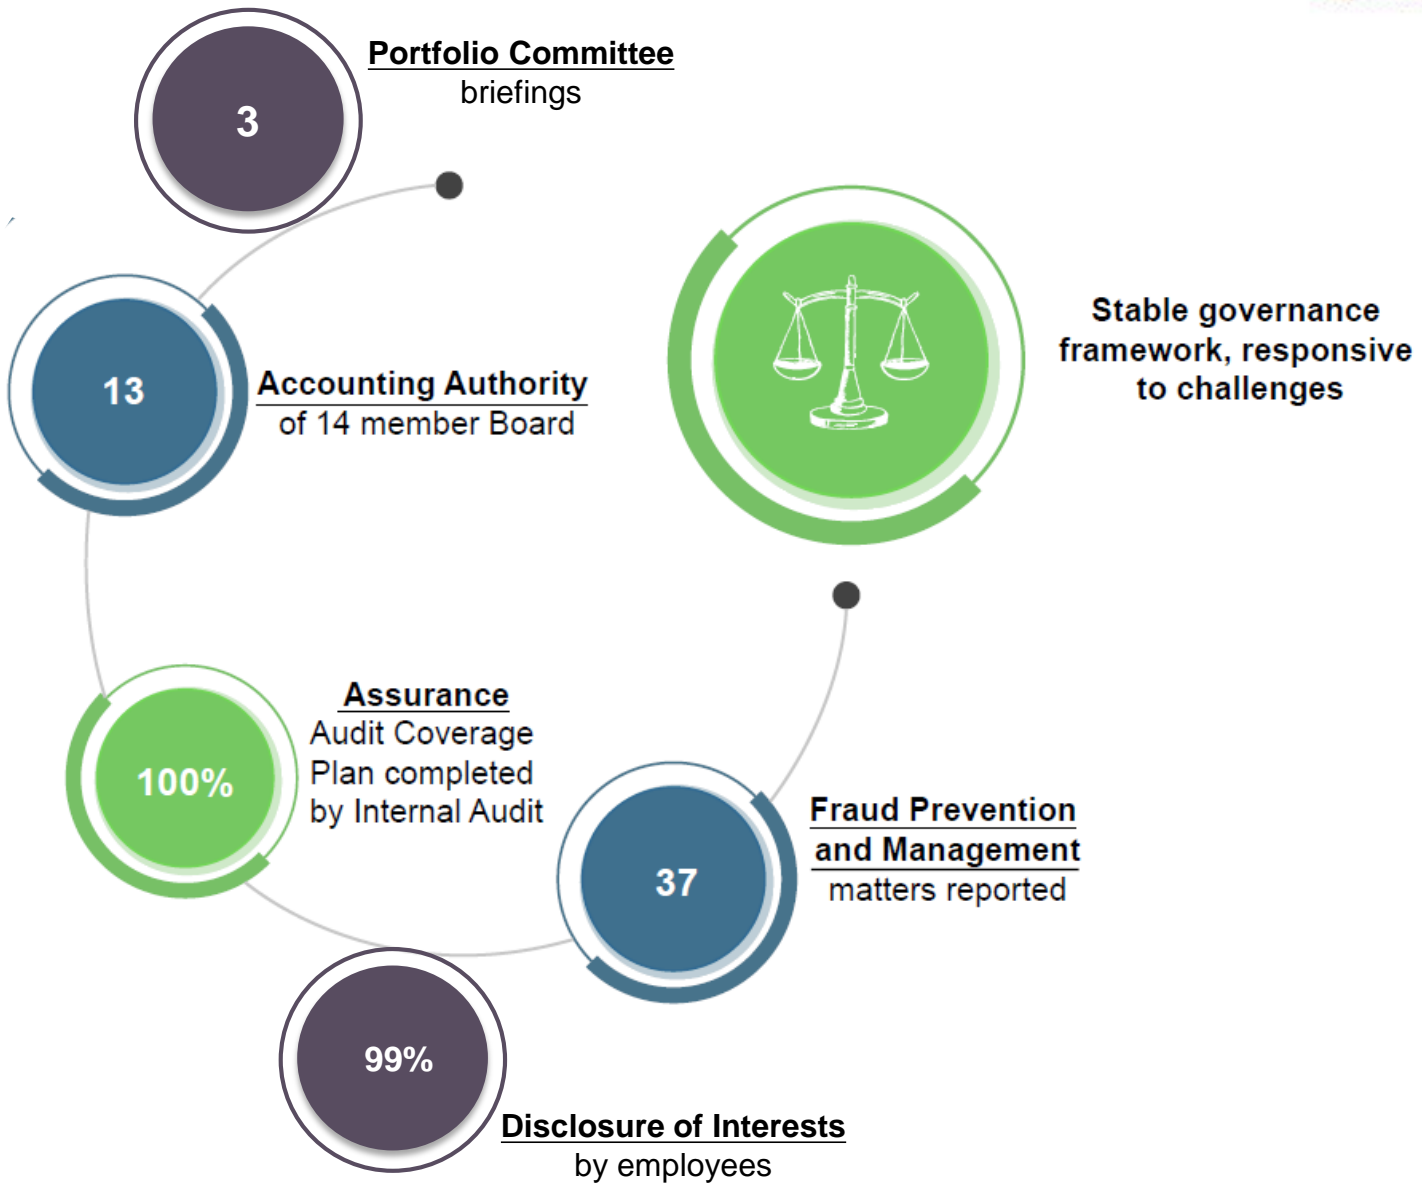 3
Portfolio Committee
briefings
13
Accounting Authority
of 14 member Board
Stable governance
framework, responsive
to challenges
100%
Assurance
Audit Coverage
Plan completed
by Internal Audit
37
Fraud Prevention
and Management
matters reported
99%
Disclosure of Interests
by employees